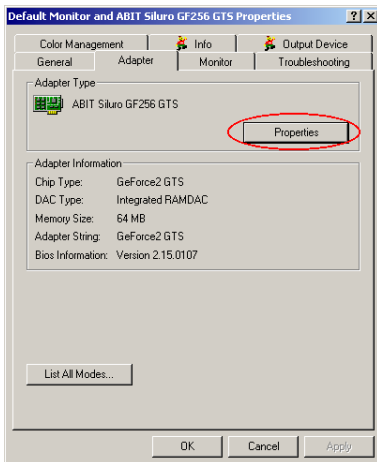 Default Monitor and ABIT Siluro GF256 GTS Properties
Color Management Info Output Device
General Adapter Monitor Troubleshooting
Adapter Type
ABIT Siluro GF256 GTS
Properties
Adapter Information
Chip Type: GeForce2 GTS
DAC Type: Integrated RAMDAC
Memory Size: 64 MB
Adapter String: GeForce2 GTS
Bios Information: Version 2.15.0107
List All Modes...
OK Cancel Apply